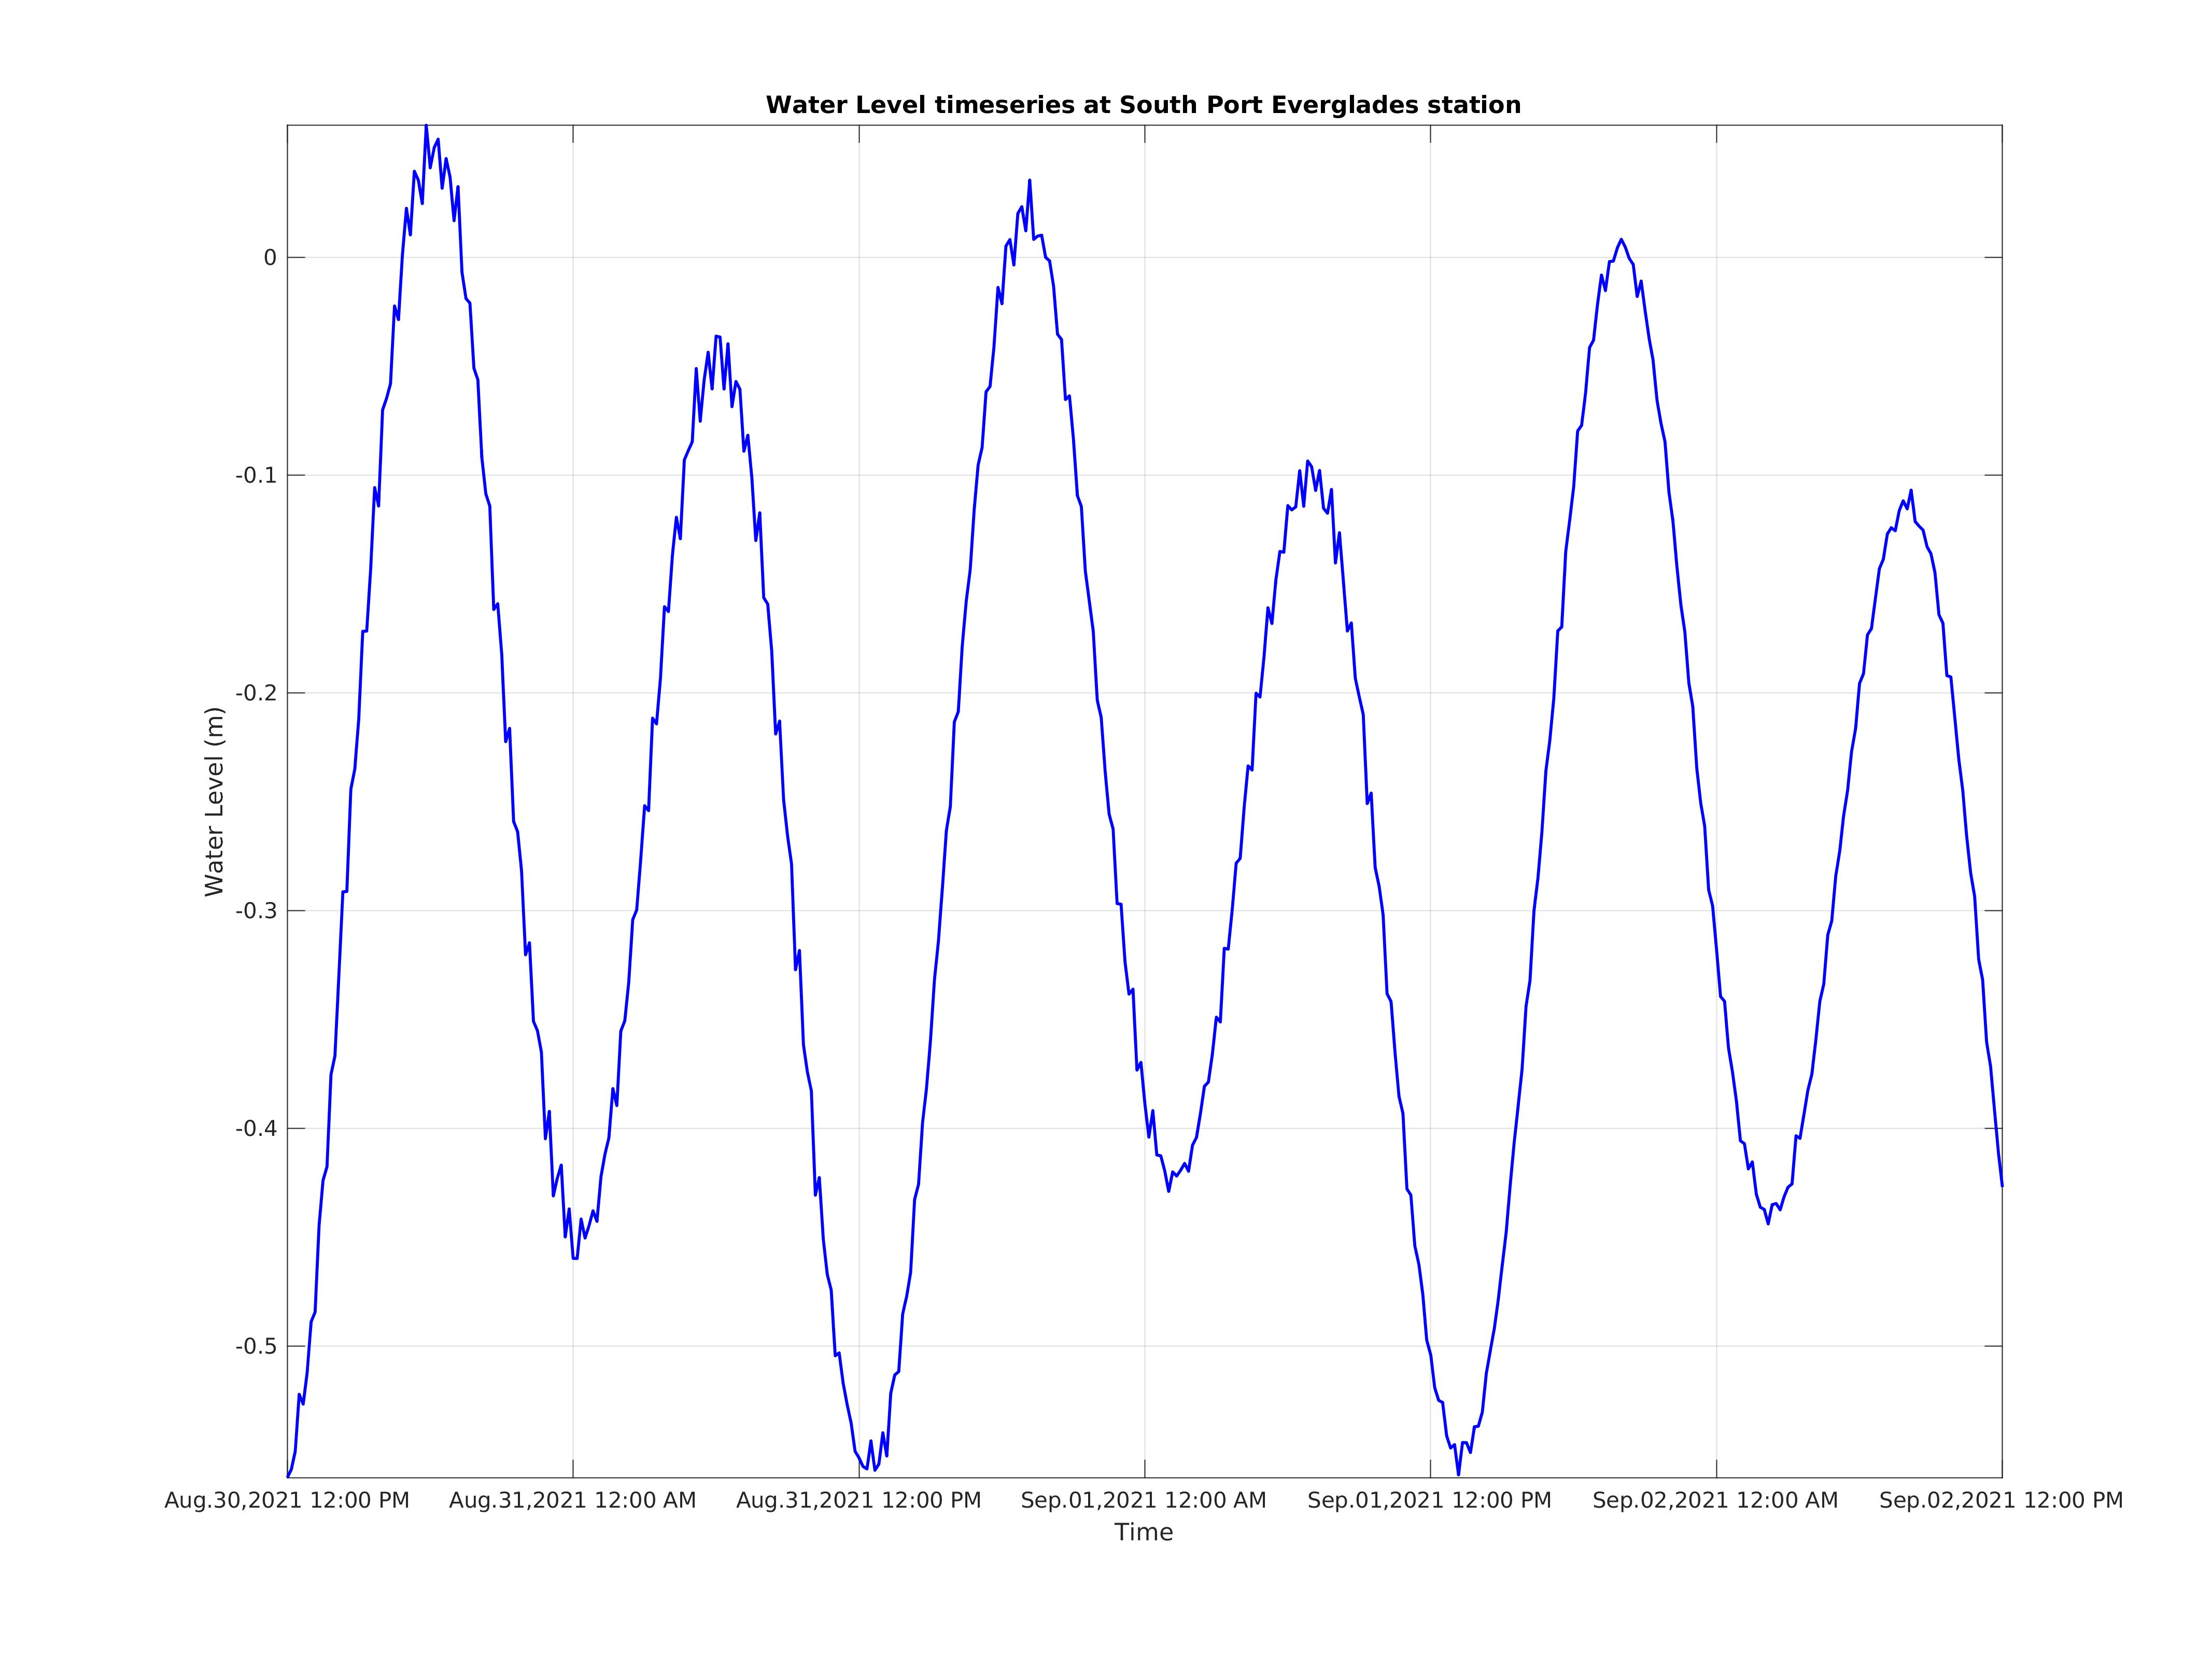 Water Level timeseries at South Port Everglades station
0
-0.1
-0.2
-0.3
-0.4
-0.5
Water Level (m)
Aug.30,2021 12:00 PM Aug.31,2021 12:00 AM Aug.31,2021 12:00 PM Sep.01,2021 12:00 AM Sep.01,2021 12:00 PM Sep.02,2021 12:00 AM Sep.02,2021 12:00 PM
Time